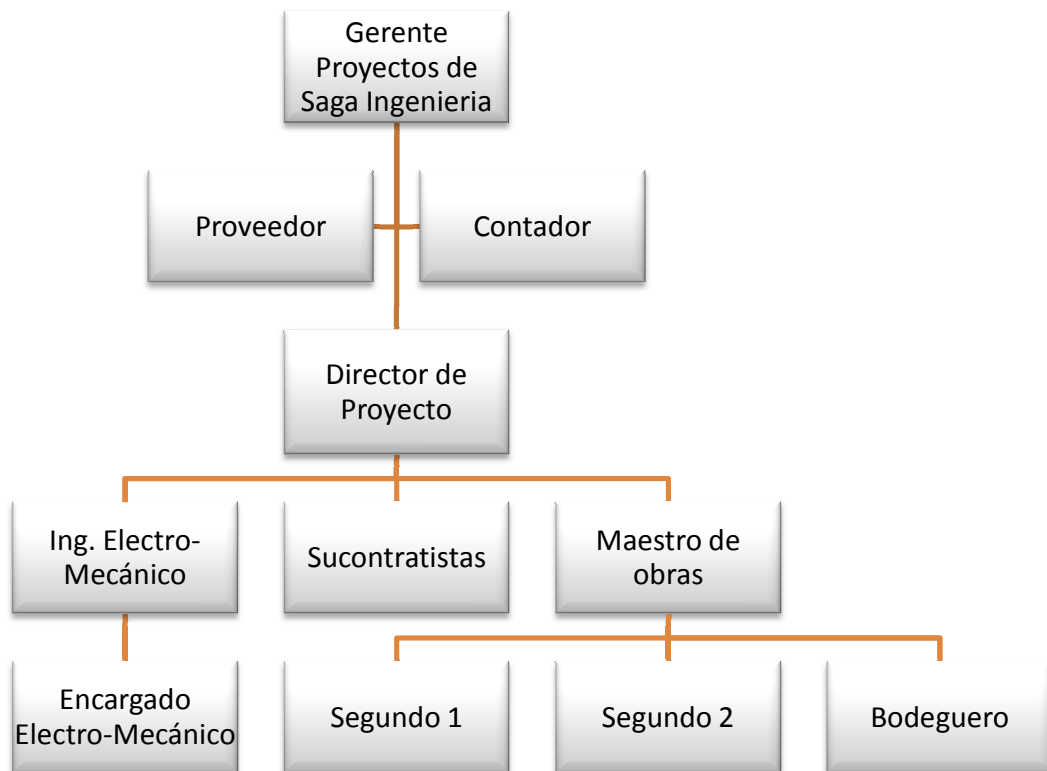 Gerente
Proyectos de
Saga Ingenieria
Proveedor
Contador
Director de
Proyecto
Ing. Electro-
Mecánico
Sucontratistas
Maestro de
obras
Encargado
Electro-Mecánico
Segundo 1
Segundo 2
Bodeguero